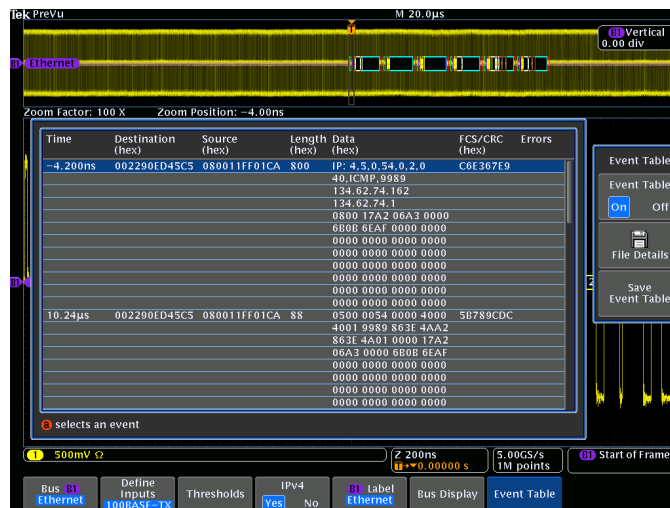 Tek PreVu M 20.0µs
B1 Vertical
0.00 div
B1 Ethernet
Zoom Factor: 100 X Zoom Position: −4.00ns
Time Destination (hex) Source (hex) Length (hex) Data FCS/CRC (hex) Errors
−4.200ns 002290ED45C5 080011FF01CA 800 IP: 4,5,0,54,0,2,0 C6E367E9
40,ICMP,9989
134.62.74.162
134.62.74.1
0800 17A2 06A3 0000
6B0B 6EAF 0000 0000
0000 0000 0000 0000
0000 0000 0000 0000
0000 0000 0000 0000
0000 0000 0000 0000
0000 0000 0000 0000
0000 0000 0000 0000
10.24µs 002290ED45C5 080011FF01CA 88 0500 0054 0000 4000 5B789CDC
4001 9989 863E 4AA2
863E 4A01 0000 17A2
06A3 0000 6B0B 6EAF
0000 0000 0000 0000
0000 0000 0000 0000
0000 0000 0000 0000
0000 0000 0000 0000
a selects an event
Event Table
Event Table
On Off
File Details
Save
Event Table
B1
1 500mV Ω
Z 200ns
T 0.00000 s
5.00GS/s
1M points
B1 Start of Frame
Bus B1
Ethernet
Define
Inputs
100BASE−TX
Thresholds
IPv4
Yes No
B1 Label
Ethernet
Bus Display
Event Table